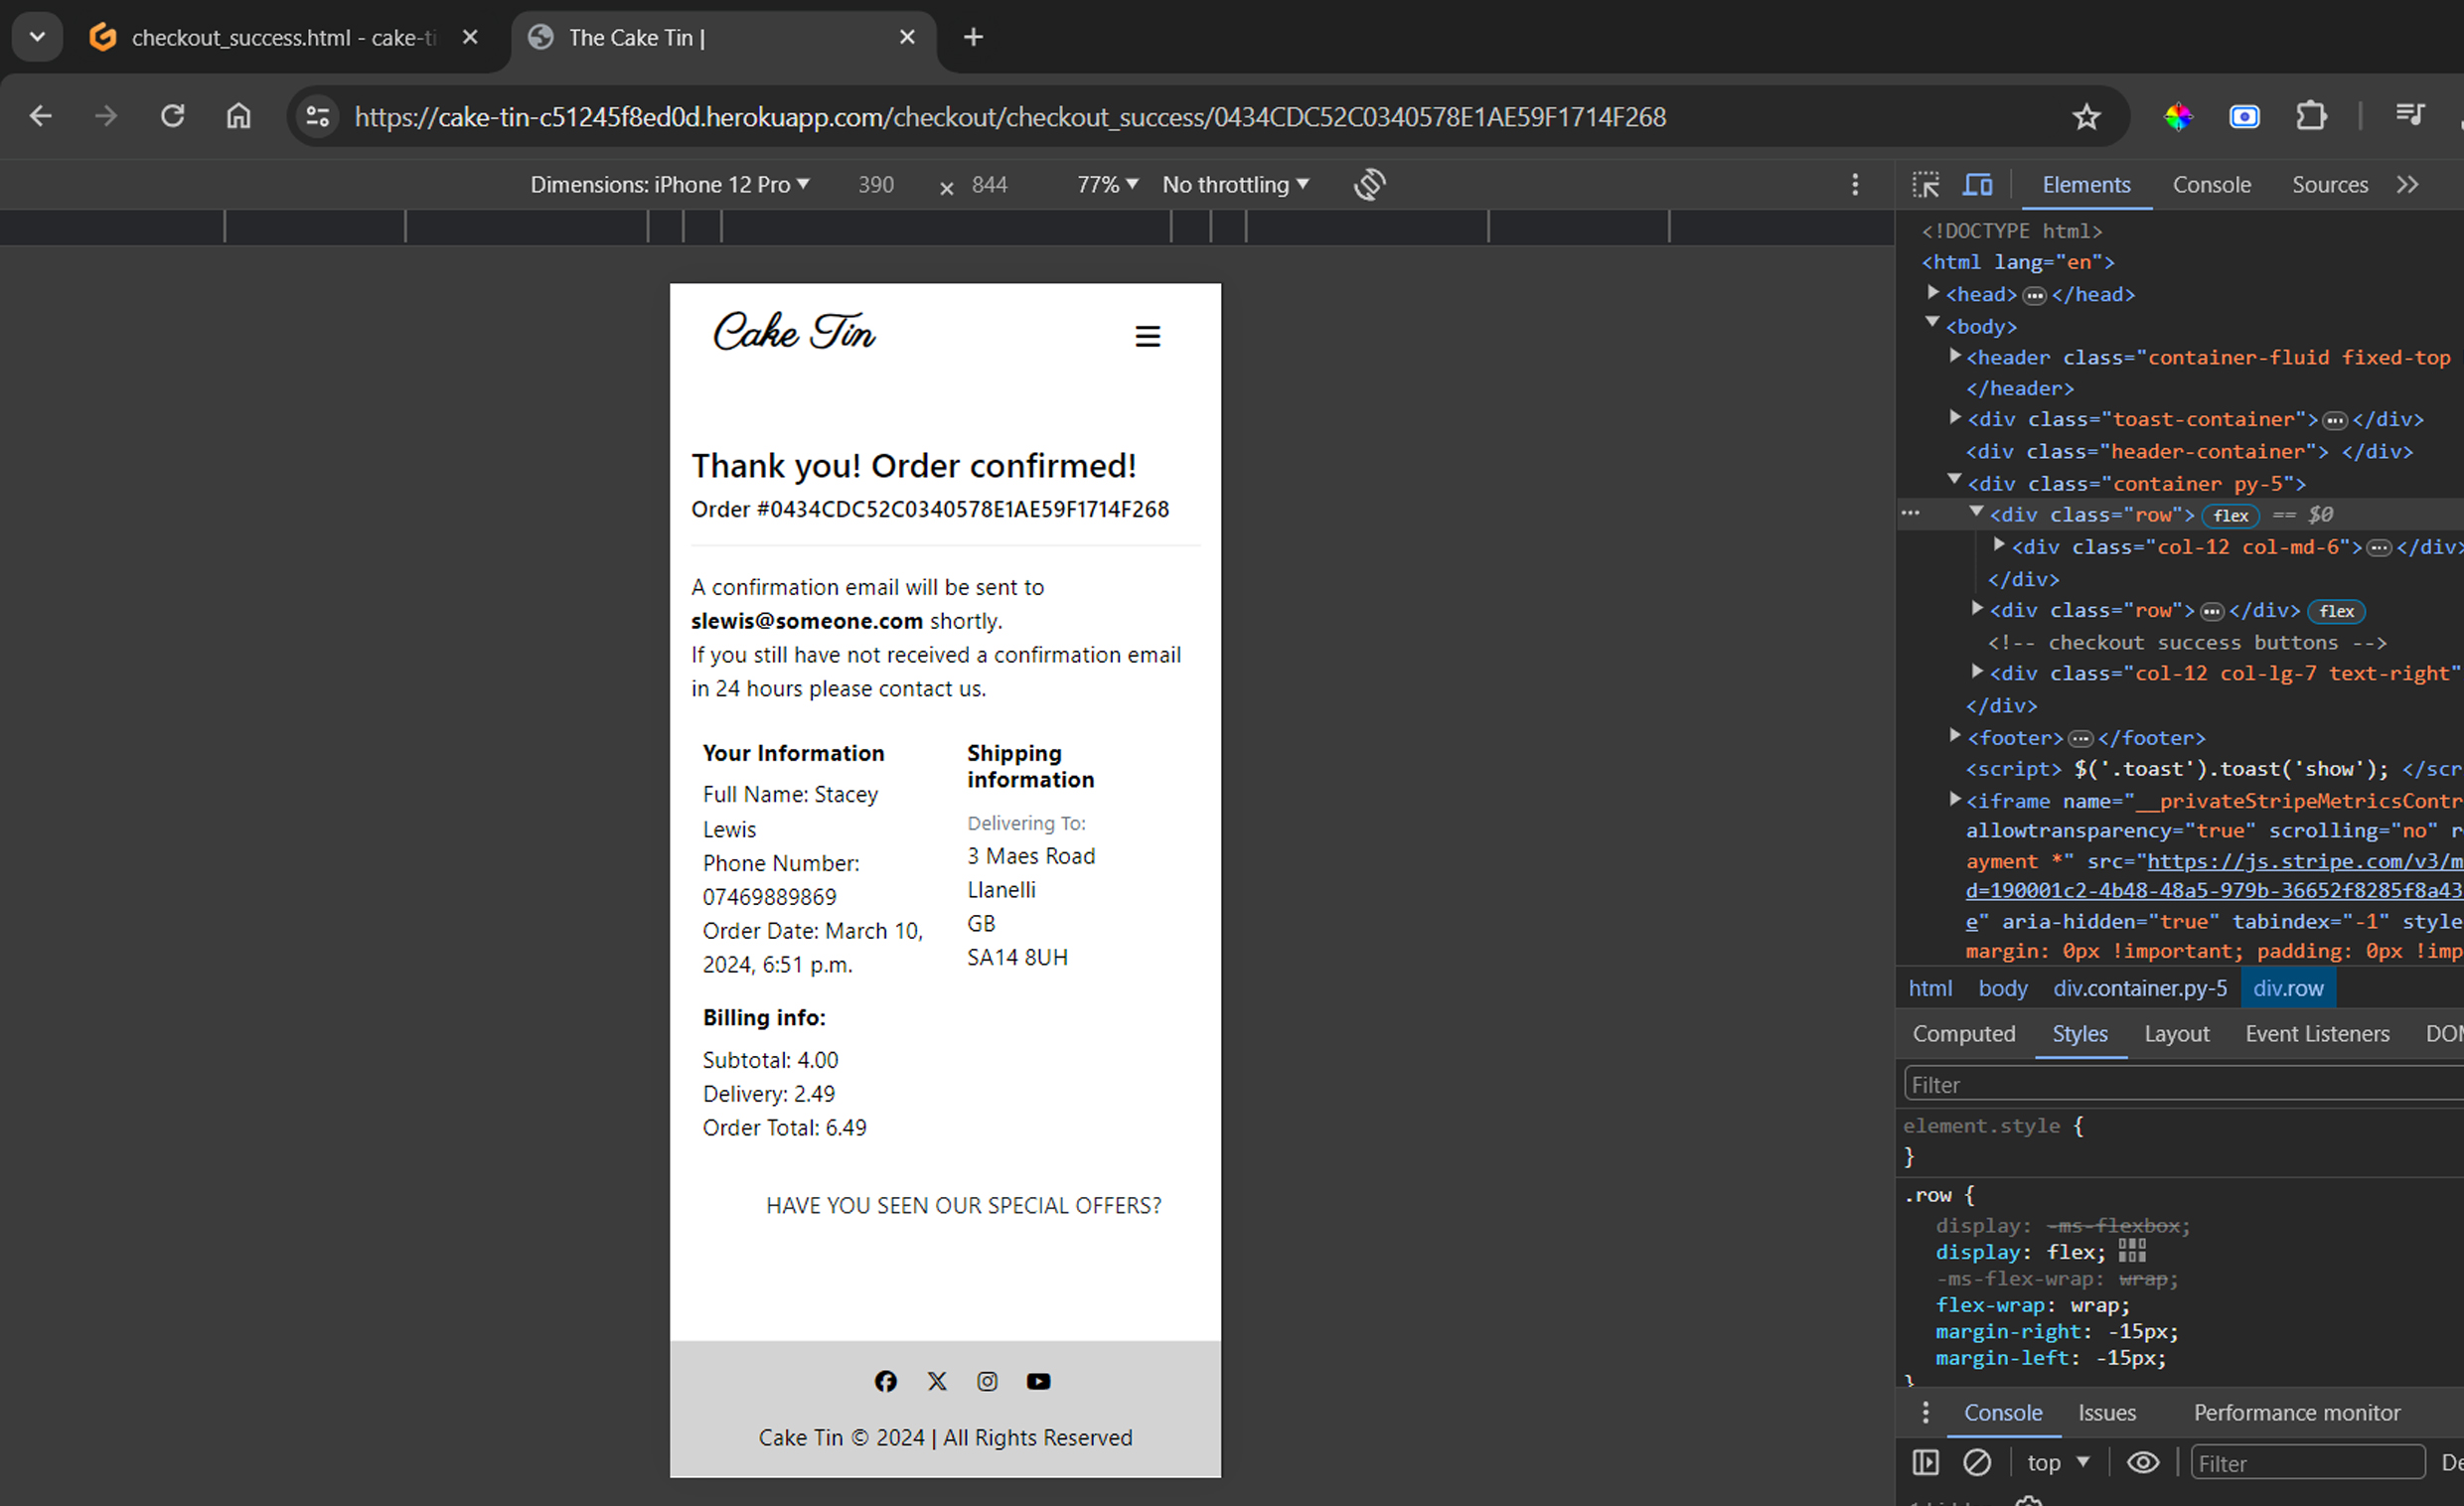 checkout_success.html - cake-ti
The Cake Tin |
https://cake-tin-c51245f8ed0d.herokuapp.com/checkout/checkout_success/0434CDC52C0340578E1AE59F1714F268
Dimensions: iPhone 12 Pro 390 × 844 77% No throttling
Elements Console Sources
Cake Tin
Thank you! Order confirmed!
Order #0434CDC52C0340578E1AE59F1714F268
A confirmation email will be sent to
slewis@someone.com shortly.
If you still have not received a confirmation email
in 24 hours please contact us.
Your Information
Full Name: Stacey
Lewis
Phone Number:
07469889869
Order Date: March 10,
2024, 6:51 p.m.
Shipping
information
Delivering To:
3 Maes Road
Llanelli
GB
SA14 8UH
Billing info:
Subtotal: 4.00
Delivery: 2.49
Order Total: 6.49
HAVE YOU SEEN OUR SPECIAL OFFERS?
Cake Tin © 2024 | All Rights Reserved
<!DOCTYPE html>
<html lang="en">
<head> ··· </head>
<body>
<header class="container-fluid fixed-top
</header>
<div class="toast-container"> ··· </div>
<div class="header-container"> </div>
<div class="container py-5">
··· <div class="row"> flex == $0
<div class="col-12 col-md-6"> ··· </div>
</div>
<div class="row"> ··· </div> flex
<!-- checkout success buttons -->
<div class="col-12 col-lg-7 text-right"
</div>
<footer> ··· </footer>
<script> $('.toast').toast('show'); </scr
<iframe name="__privateStripeMetricsContr
allowtransparency="true" scrolling="no" r
ayment *" src="https://js.stripe.com/v3/m
d=190001c2-4b48-48a5-979b-36652f8285f8a43
e" aria-hidden="true" tabindex="-1" style
margin: 0px !important; padding: 0px !imp
html body div.container.py-5 div.row
Computed Styles Layout Event Listeners DOM
Filter
element.style {
}
.row {
display: -ms-flexbox;
display: flex;
-ms-flex-wrap: wrap;
flex-wrap: wrap;
margin-right: -15px;
margin-left: -15px;
}
Console Issues Performance monitor
top Filter De